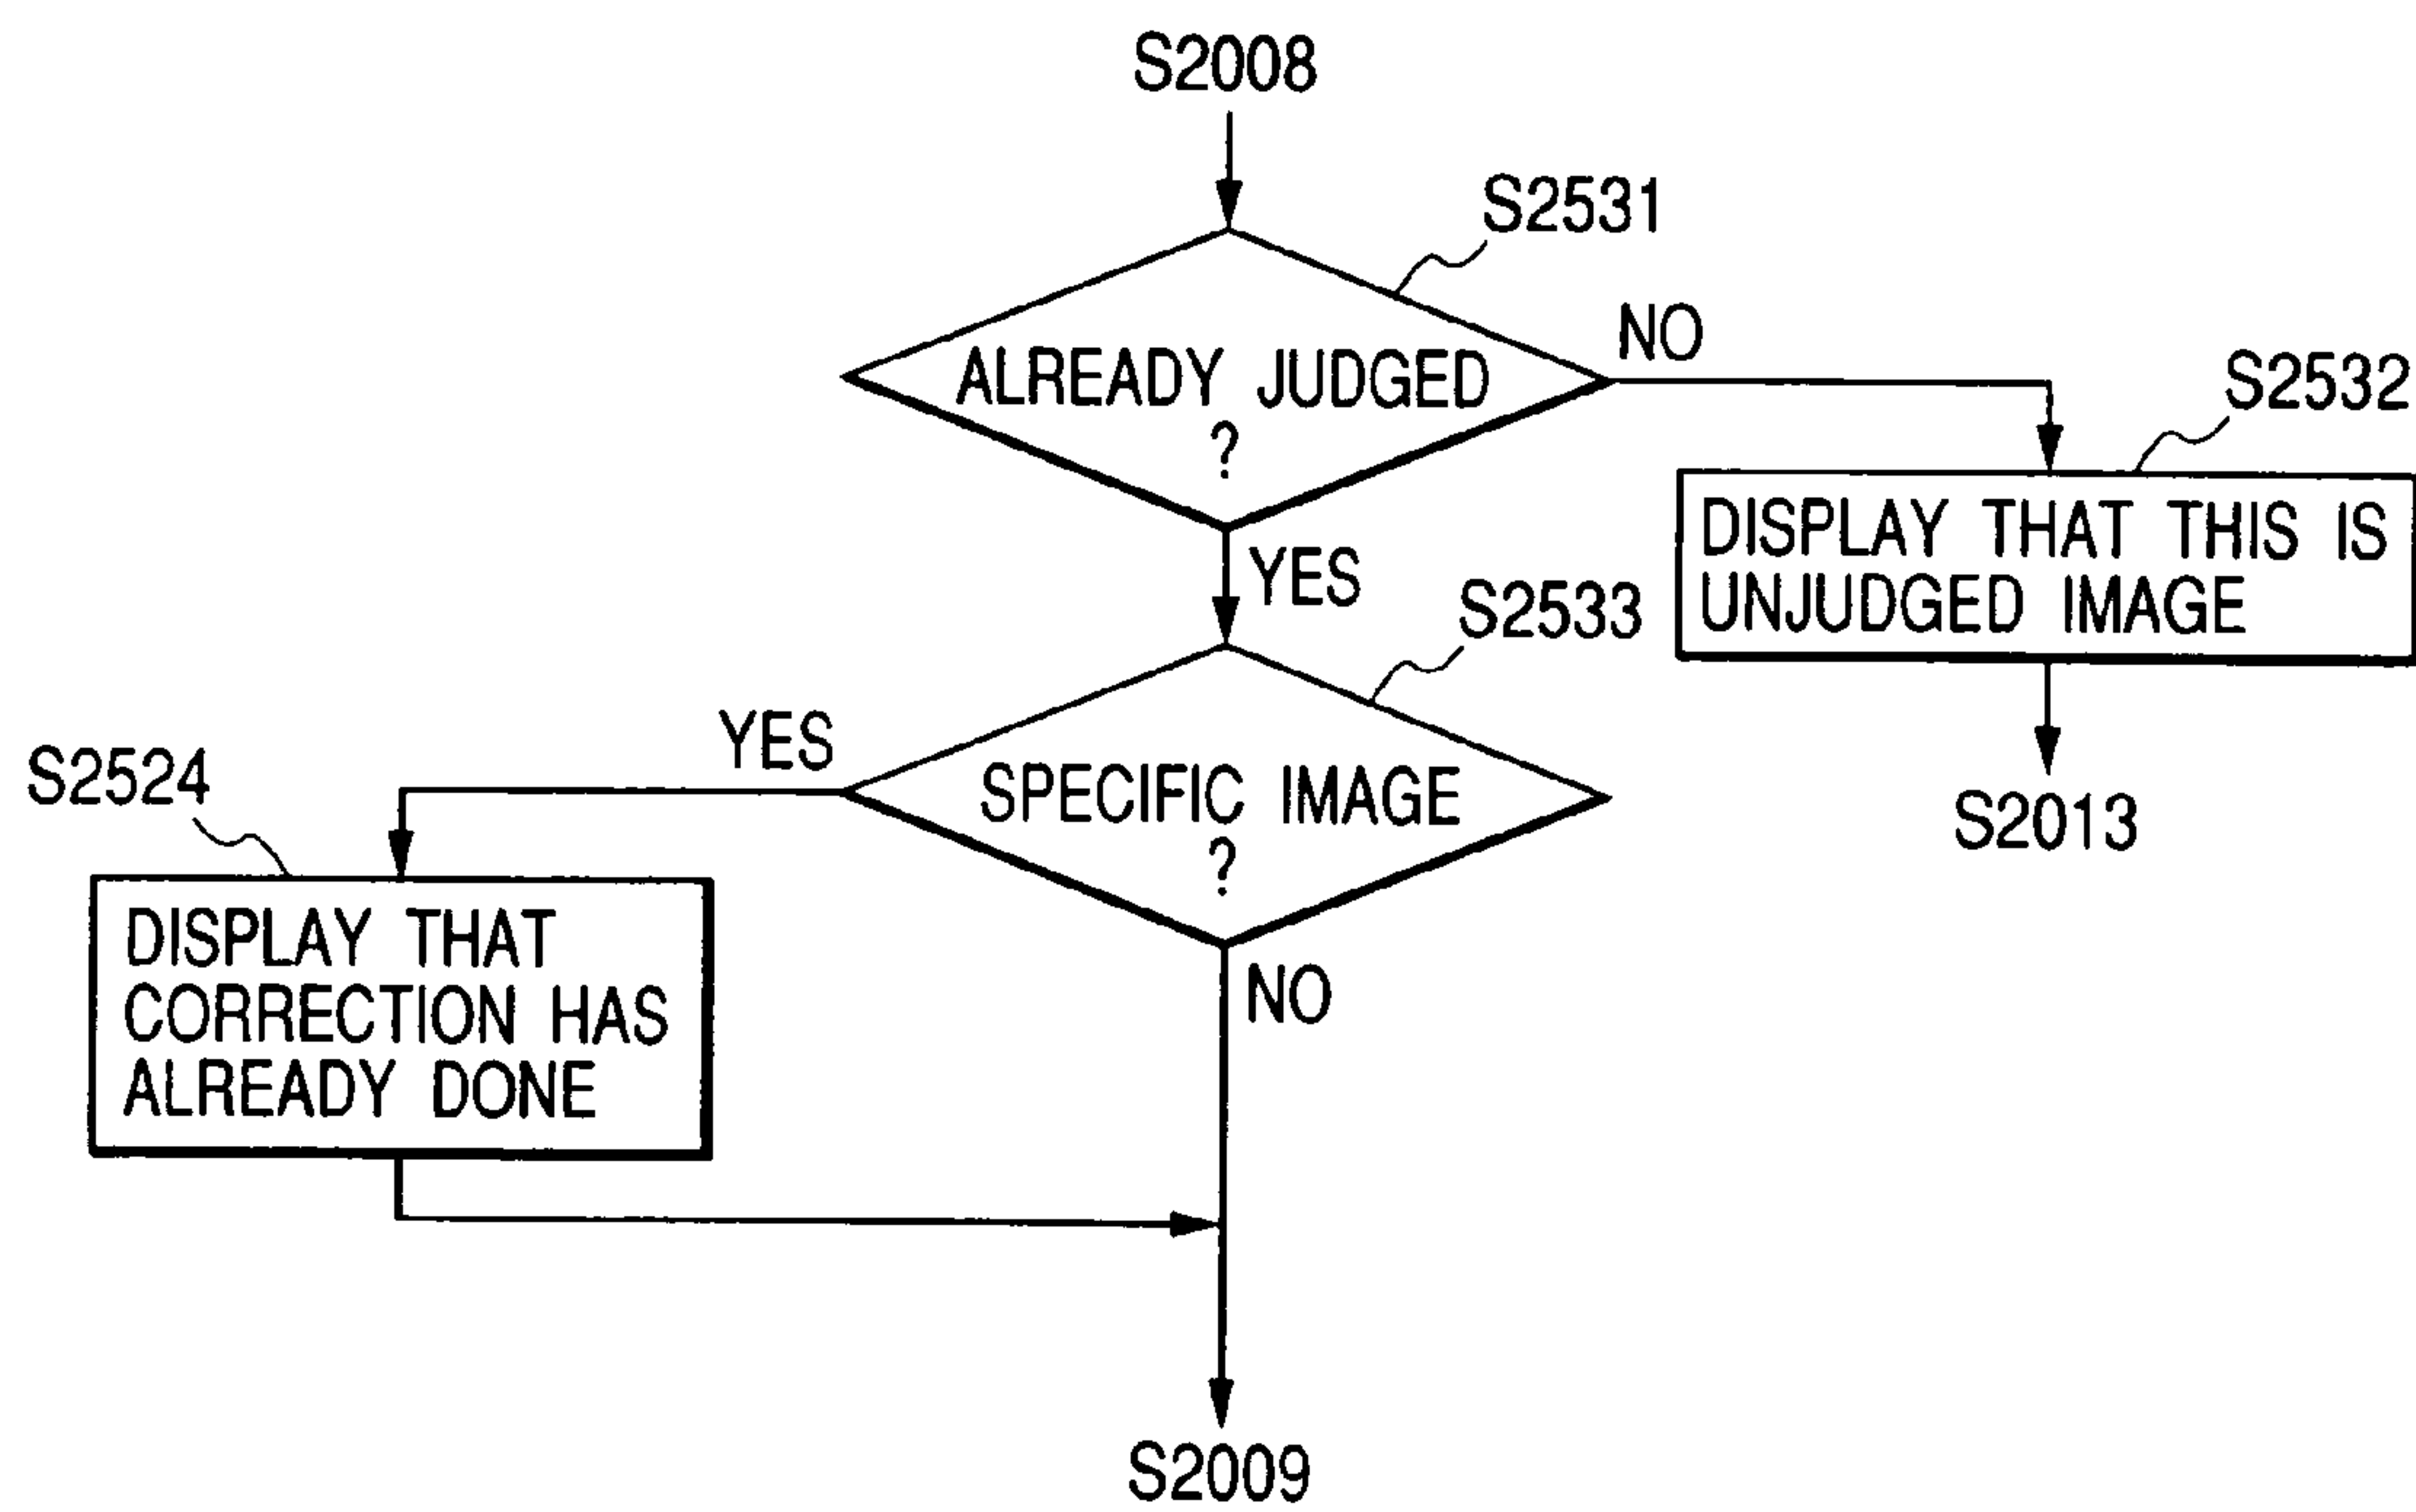 S2008
S2531
ALREADY JUDGED
?
NO
S2532
DISPLAY THAT THIS IS
UNJUDGED IMAGE
S2013
YES
S2533
SPECIFIC IMAGE
?
YES
S2524
DISPLAY THAT
CORRECTION HAS
ALREADY DONE
NO
S2009